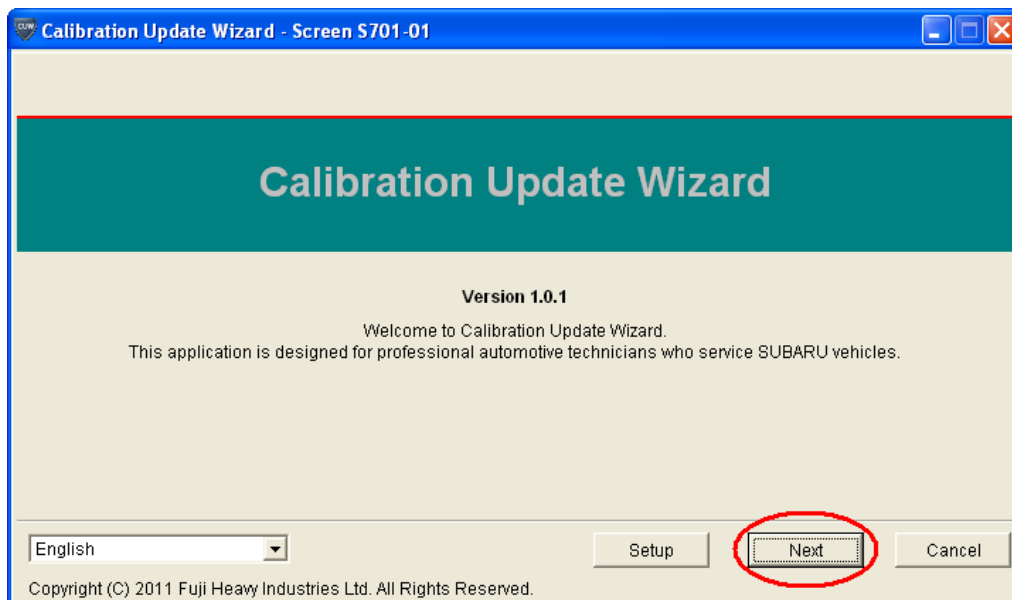 CUW Calibration Update Wizard - Screen S701-01
Calibration Update Wizard
Version 1.0.1
Welcome to Calibration Update Wizard.
This application is designed for professional automotive technicians who service SUBARU vehicles.
English Setup Next Cancel
Copyright (C) 2011 Fuji Heavy Industries Ltd. All Rights Reserved.